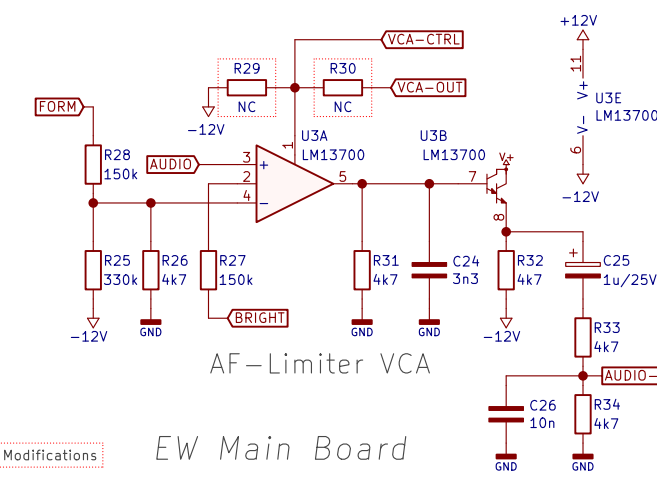 +12V
VCA-CTRL
R29
R30
11
V+
VCA-OUT
U3E
LM13700
FORM
NC
NC
-12V
1
U3A
LM13700
U3B
LM13700
V-
6
R28
150k
AUDIO
3
+
2
4
-
5
7
V+
8
-12V
R25
330k
R26
4k7
R27
150k
R31
4k7
C24
3n3
R32
4k7
+
C25
1u/25V
-12V
GND
BRIGHT
GND
GND
-12V
R33
4k7
AF-Limiter VCA
AUDIO-
C26
10n
R34
4k7
Modifications
EW Main Board
GND
GND